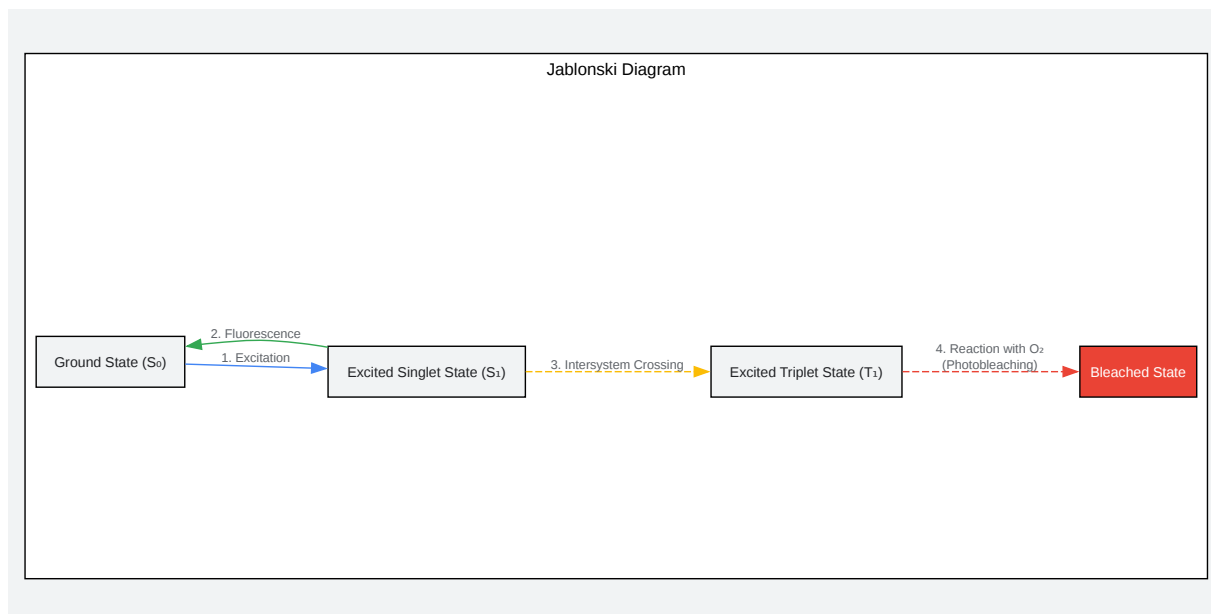 Jablonski Diagram
2. Fluorescence
1. Excitation
Ground State (S₀)
Excited Singlet State (S₁)
3. Intersystem Crossing
Excited Triplet State (T₁)
4. Reaction with O₂
(Photobleaching)
Bleached State